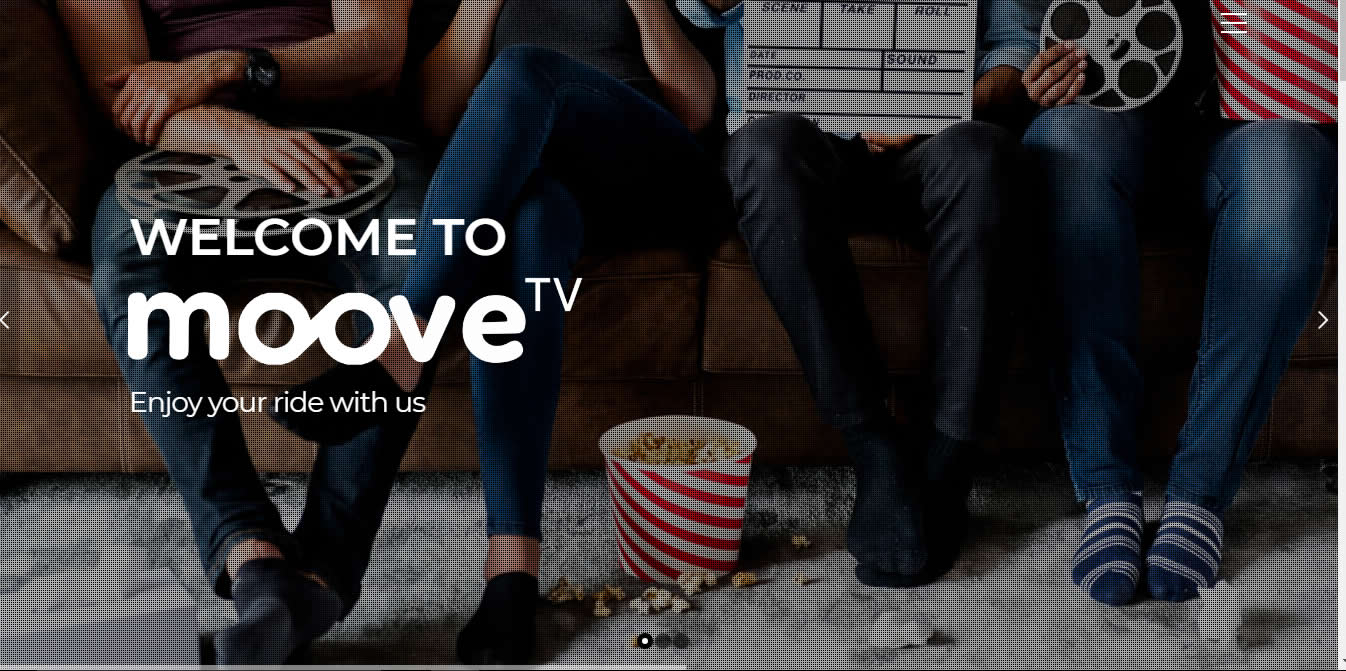 SCENE TAKE ROLL
DATE SOUND
PROD.CO
DIRECTOR
WELCOME TO
moove TV
Enjoy your ride with us